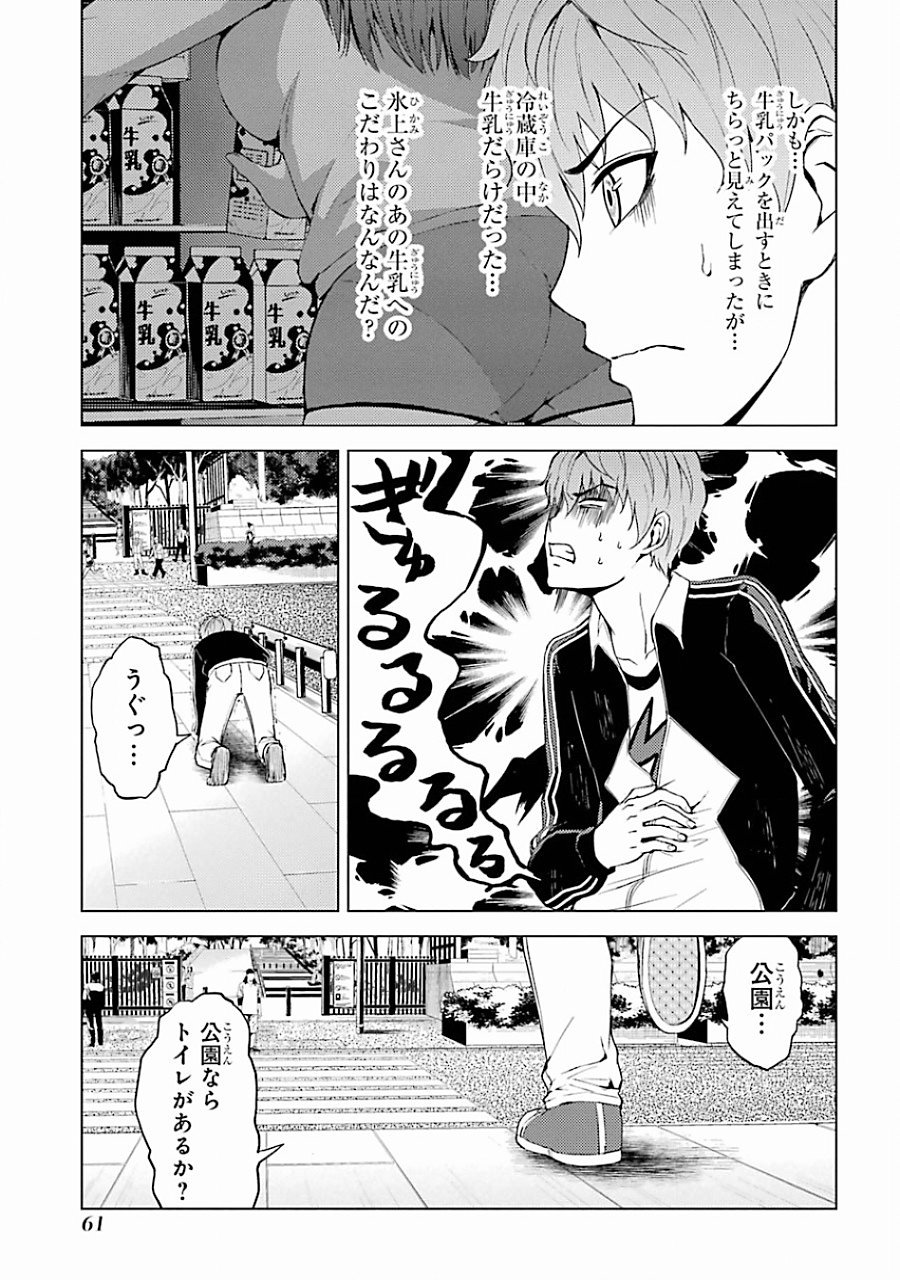 しかも…
牛乳パックを出すときに
ちらっと見えてしまったが…
冷蔵庫の中
牛乳だらけだった…
氷上さんのあの牛乳への
こだわりはなんなんだ？
牛乳
牛乳
牛乳
ぎゅるるるるるる
うぐっ…
公園…
公園なら
トイレがあるか？
61